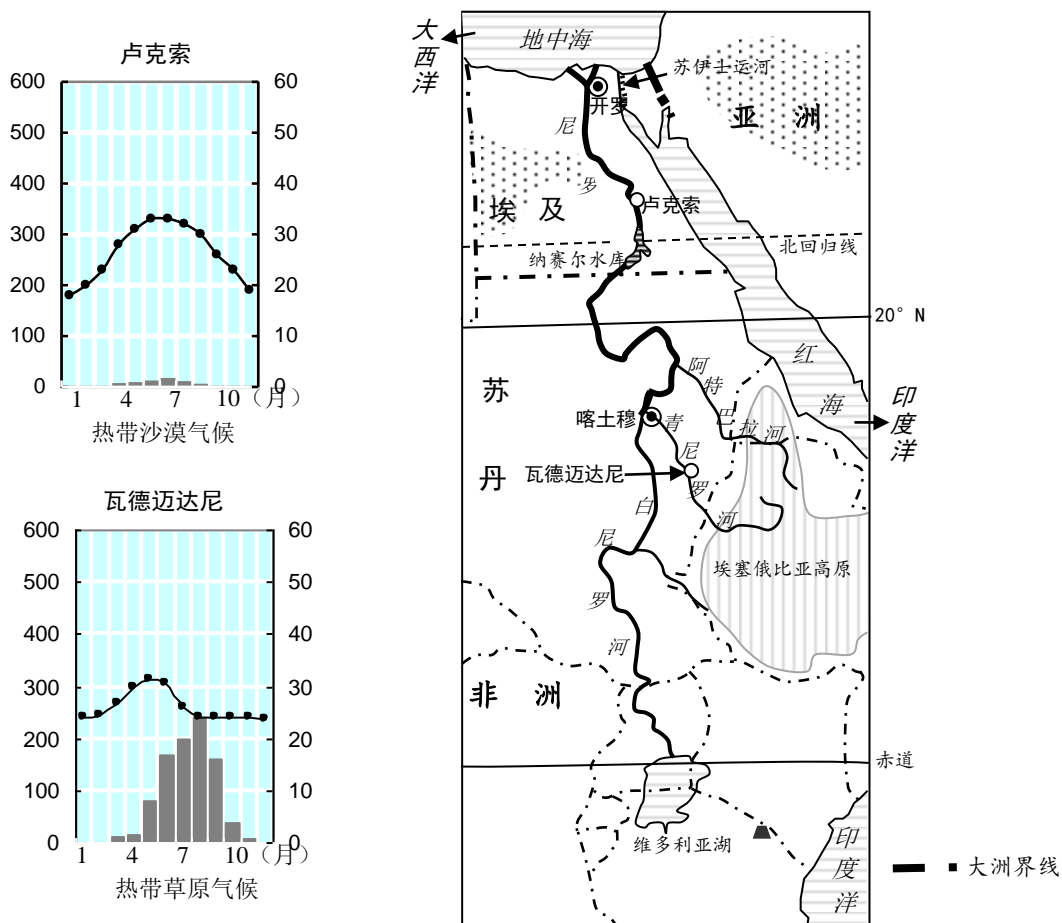 卢克索
600 60
500 50
400 40
300 30
200 20
100 10
0 0
1 4 7 10 (月)
热带沙漠气候
瓦德迈达尼
600 60
500 50
400 40
300 30
200 20
100 10
0 0
1 4 7 10 (月)
热带草原气候
大西洋
地中海
苏伊士运河
开罗
亚洲
尼罗
卢克索
埃及
北回归线
纳赛尔水库
20°N
红海
印度洋
苏丹
阿特巴拉河
喀土穆
青尼罗河
瓦德迈达尼
白尼罗河
埃塞俄比亚高原
非洲
赤道
维多利亚湖
印度洋
大洲界线